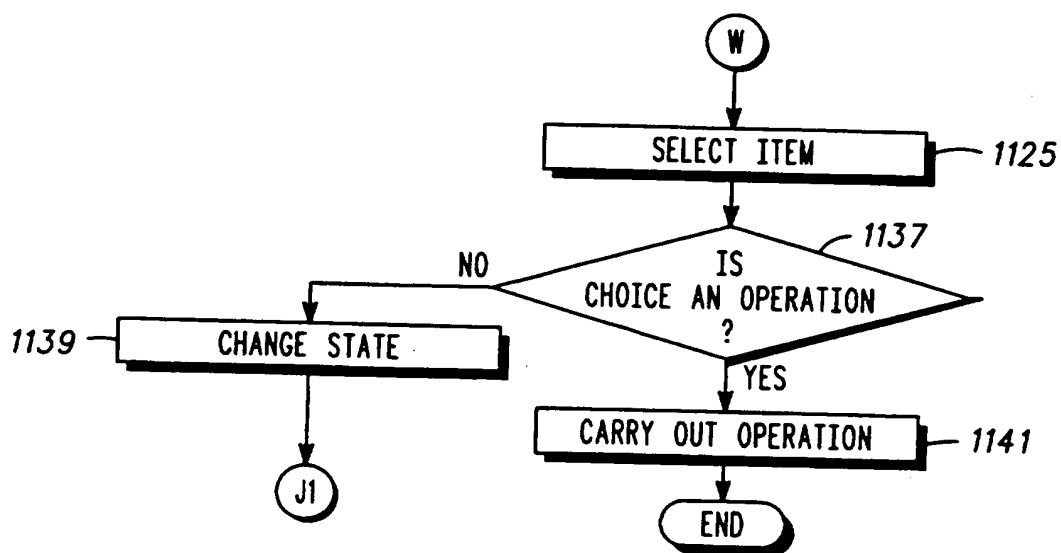 W
SELECT ITEM
1125
1137
IS
CHOICE AN OPERATION
?
NO
1139
CHANGE STATE
YES
CARRY OUT OPERATION
1141
J1
END